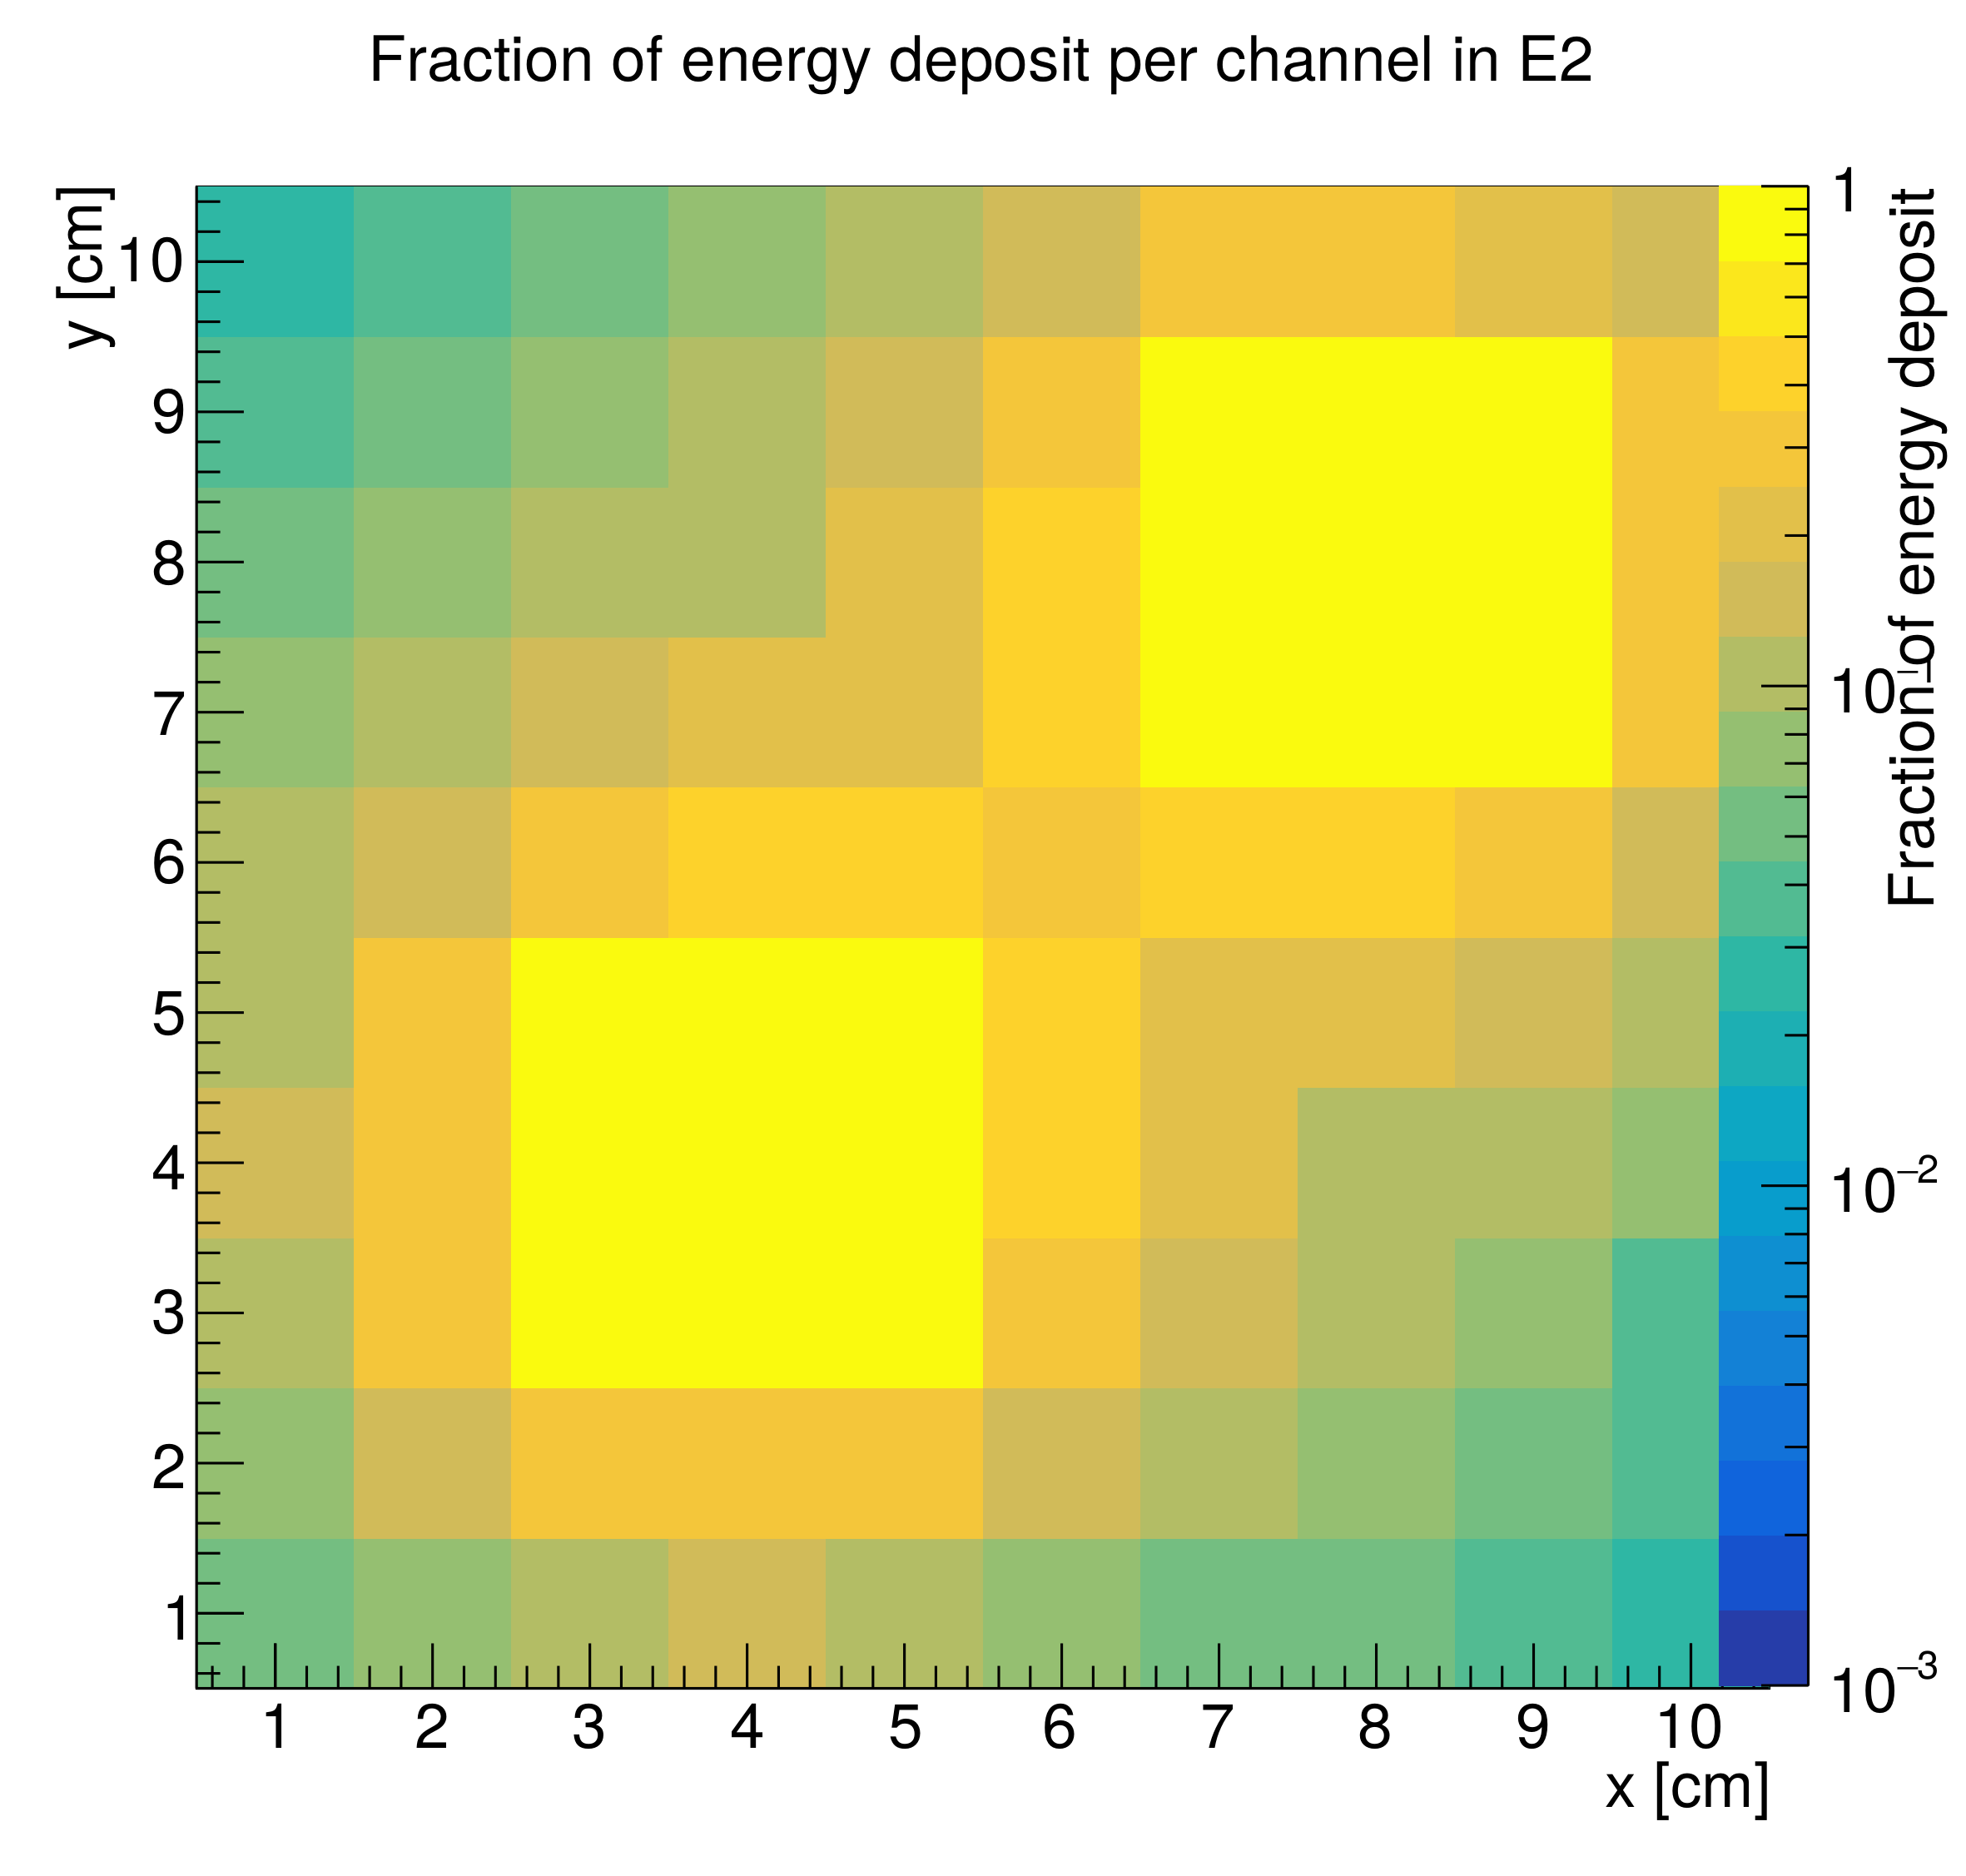 Fraction of energy deposit per channel in E2
y [cm]
10
9
8
7
6
5
4
3
2
1
1 2 3 4 5 6 7 8 9 10
x [cm]
1
10⁻¹
10⁻²
10⁻³
Fraction of energy deposit